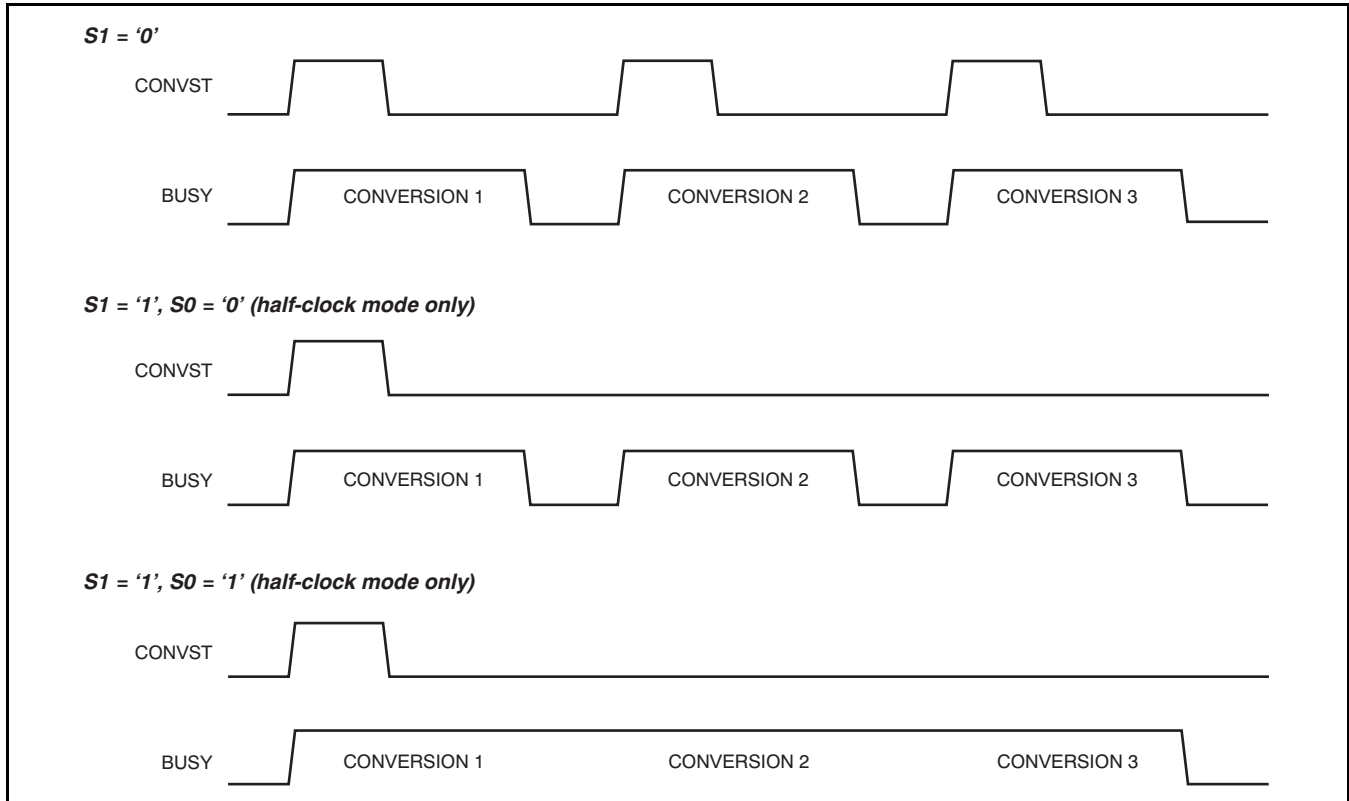 S1 = ‘0’
CONVST
BUSY CONVERSION 1 CONVERSION 2 CONVERSION 3
S1 = ‘1’, S0 = ‘0’ (half-clock mode only)
CONVST
BUSY CONVERSION 1 CONVERSION 2 CONVERSION 3
S1 = ‘1’, S0 = ‘1’ (half-clock mode only)
CONVST
BUSY CONVERSION 1 CONVERSION 2 CONVERSION 3